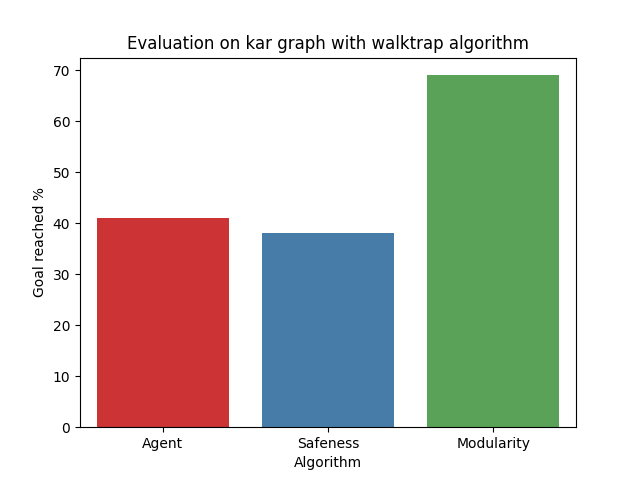 Evaluation on kar graph with walktrap algorithm
Goal reached %
70
60
50
40
30
20
10
0
Agent
Safeness
Modularity
Algorithm